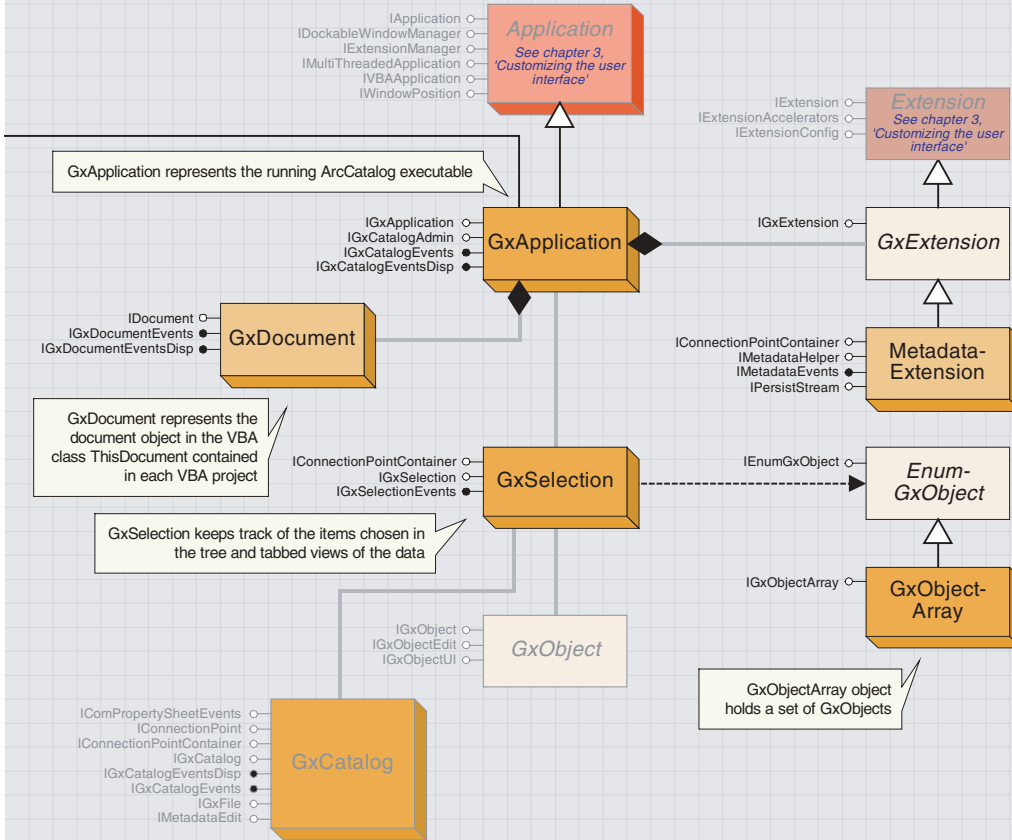 IApplication
IDockableWindowManager
IExtensionManager
IMultiThreadedApplication
IVBAApplication
IWindowPosition
Application
See chapter 3,
'Customizing the user
interface'
IExtension
IExtensionAccelerators
IExtensionConfig
Extension
See chapter 3,
'Customizing the user
interface'
GxApplication represents the running ArcCatalog executable
IGxApplication
IGxCatalogAdmin
IGxCatalogEvents
IGxCatalogEventsDisp
GxApplication
IGxExtension
GxExtension
IDocument
IGxDocumentEvents
IGxDocumentEventsDisp
GxDocument
IConnectionPointContainer
IMetadataHelper
IMetadataEvents
IPersistStream
Metadata-
Extension
GxDocument represents the
document object in the VBA
class ThisDocument contained
in each VBA project
IConnectionPointContainer
IGxSelection
IGxSelectionEvents
GxSelection
IEnumGxObject
Enum-
GxObject
GxSelection keeps track of the items chosen in
the tree and tabbed views of the data
IGxObjectArray
GxObject-
Array
IGxObject
IGxObjectEdit
IGxObjectUI
GxObject
GxObjectArray object
holds a set of GxObjects
IComPropertySheetEvents
IConnectionPoint
IConnectionPointContainer
IGxCatalog
IGxCatalogEventsDisp
IGxCatalogEvents
IGxFile
IMetadataEdit
GxCatalog